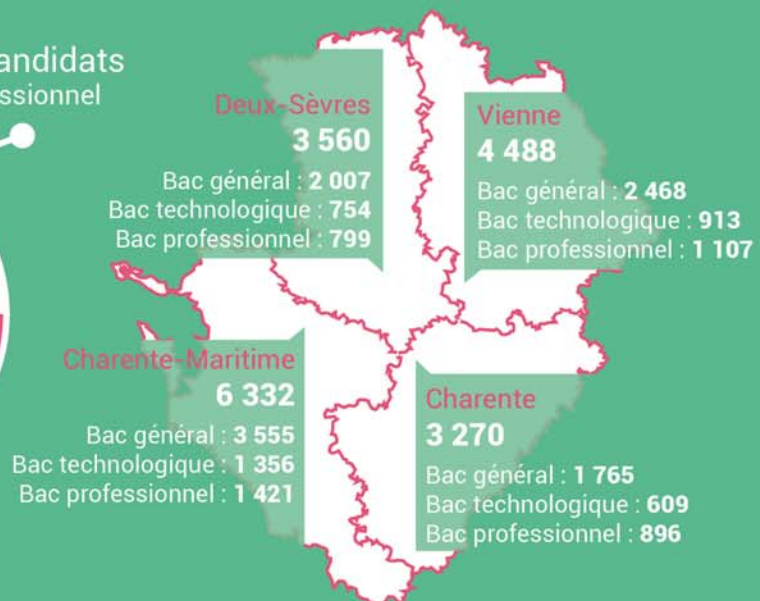 Deux-Sèvres
3 560
Bac général : 2 007
Bac technologique : 754
Bac professionnel : 799
Vienne
4 488
Bac général : 2 468
Bac technologique : 913
Bac professionnel : 1 107
Charente-Maritime
6 332
Bac général : 3 555
Bac technologique : 1 356
Bac professionnel : 1 421
Charente
3 270
Bac général : 1 765
Bac technologique : 609
Bac professionnel : 896